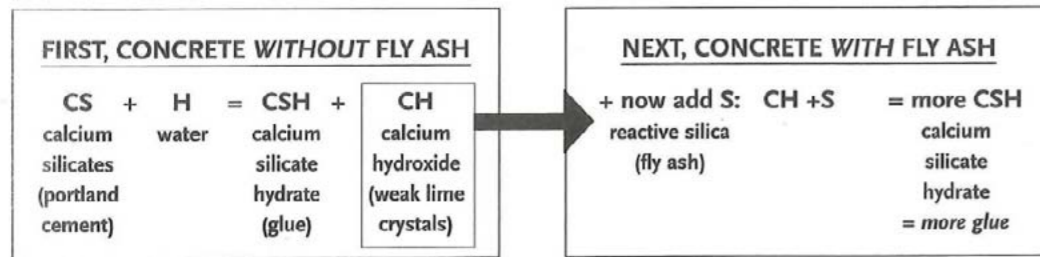 FIRST, CONCRETE WITHOUT FLY ASH
CS + H = CSH + CH
calcium water calcium calcium
silicates silicate hydroxide
(portland hydrate (weak lime
cement) (glue) crystals)
NEXT, CONCRETE WITH FLY ASH
+ now add S: CH +S = more CSH
reactive silica calcium
(fly ash) silicate
hydrate
= more glue